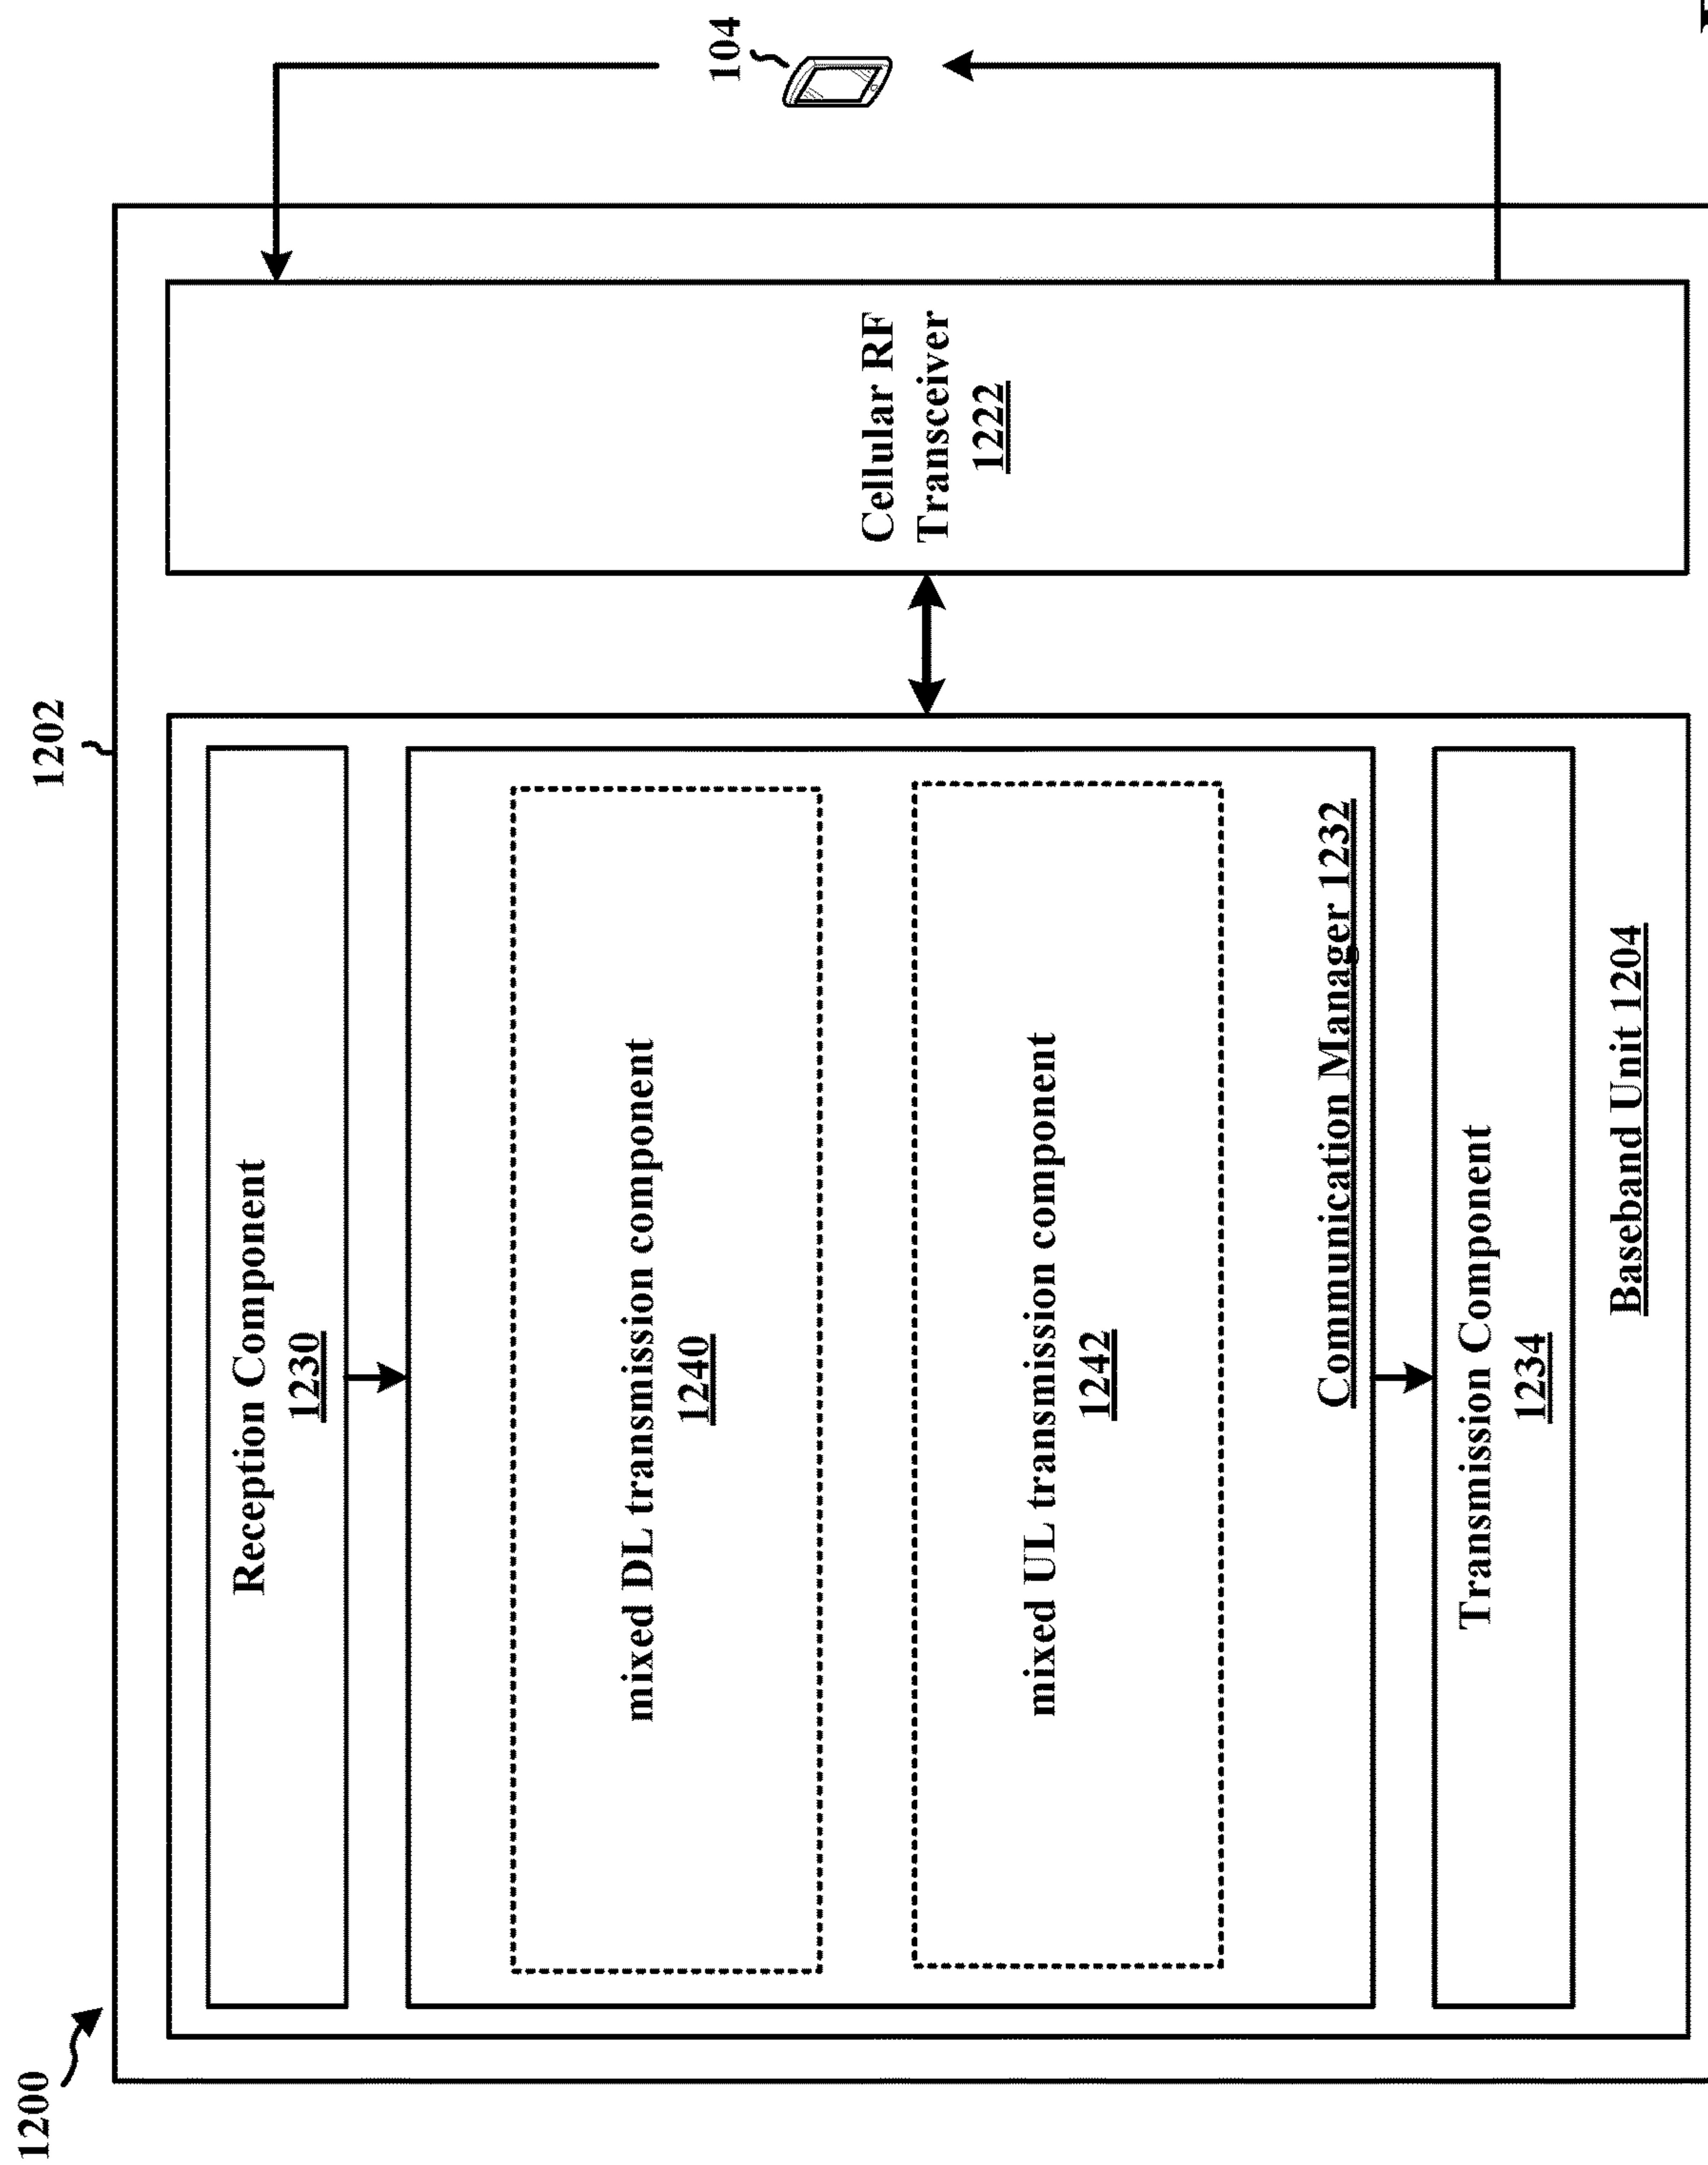 1200
1202
104
Reception Component
1230
mixed DL transmission component
1240
mixed UL transmission component
1242
Communication Manager 1232
Transmission Component
1234
Baseband Unit 1204
Cellular RF
Transceiver
1222